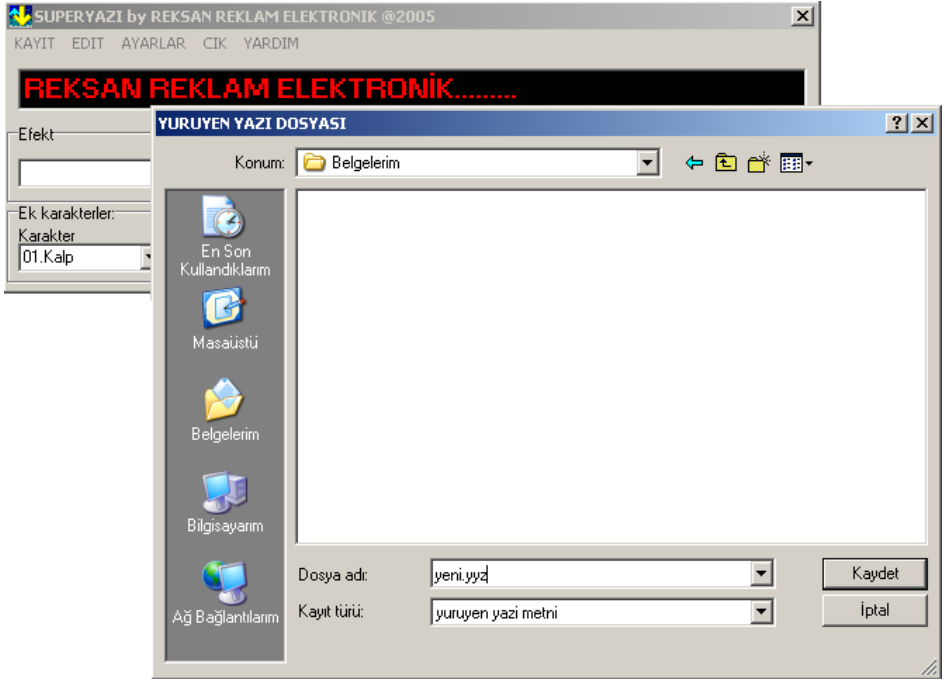 SUPERYAZI by REKSAN REKLAM ELEKTRONIK @2005
KAYIT EDIT AYARLAR CIK YARDIM
REKSAN REKLAM ELEKTRONİK.........
Efekt
Ek karakterler:
Karakter
01.Kalp
YURUYEN YAZI DOSYASI
Konum: Belgelerim
En Son
Kullandıklarım
Masaüstü
Belgelerim
Bilgisayarım
Ağ Bağlantılarım
Dosya adı: yeni.yyz
Kaydet
Kayıt türü: yuruyen yazi metni
İptal